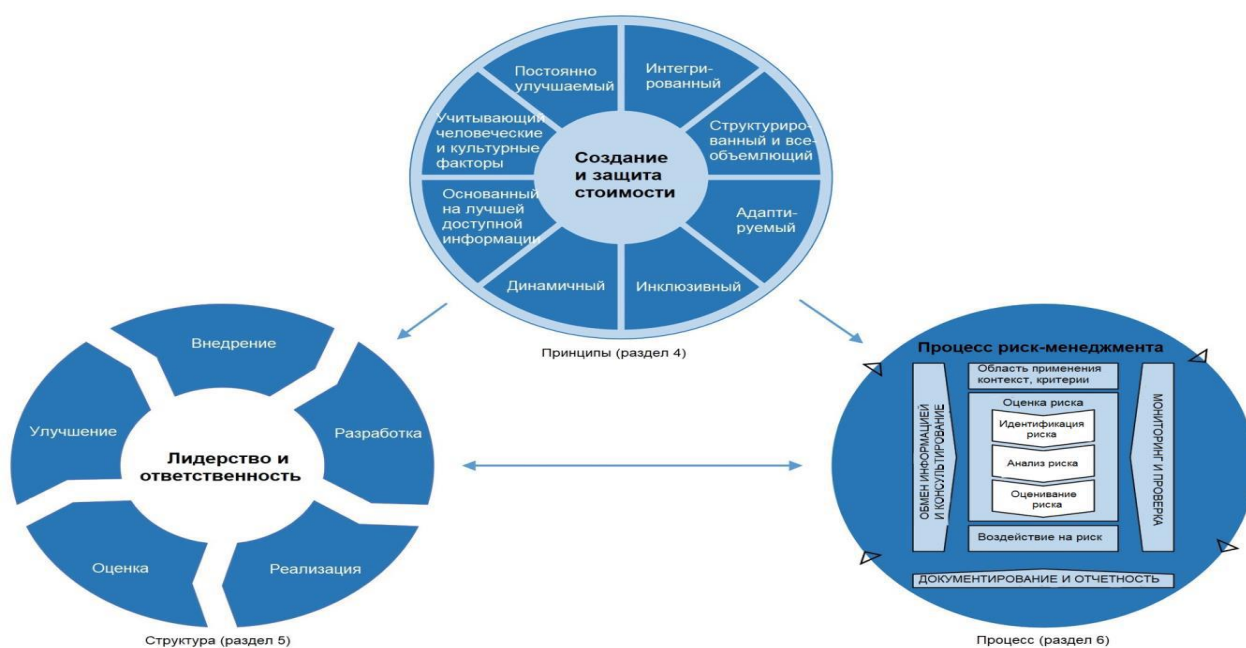 Постоянно
улучшаемый
Интегри-
рованный
Учитывающий
человеческие
и культурные
факторы
Структуриро-
ванный и все-
объемлющий
Создание
и защита
стоимости
Основанный
на лучшей
доступной
информации
Адапти-
руемый
Динамичный
Инклюзивный
Принципы (раздел 4)
Внедрение
Улучшение
Разработка
Лидерство и
ответственность
Оценка
Реализация
Структура (раздел 5)
Процесс риск-менеджмента
Область применения
контекст, критерии
Оценка риска
Идентификация
риска
Анализ риска
Оценивание
риска
Воздействие на риск
ОБМЕН ИНФОРМАЦИЕЙ
И КОНСУЛЬТИРОВАНИЕ
МОНИТОРИНГ И ПРОВЕРКА
ДОКУМЕНТИРОВАНИЕ И ОТЧЕТНОСТЬ
Процесс (раздел 6)